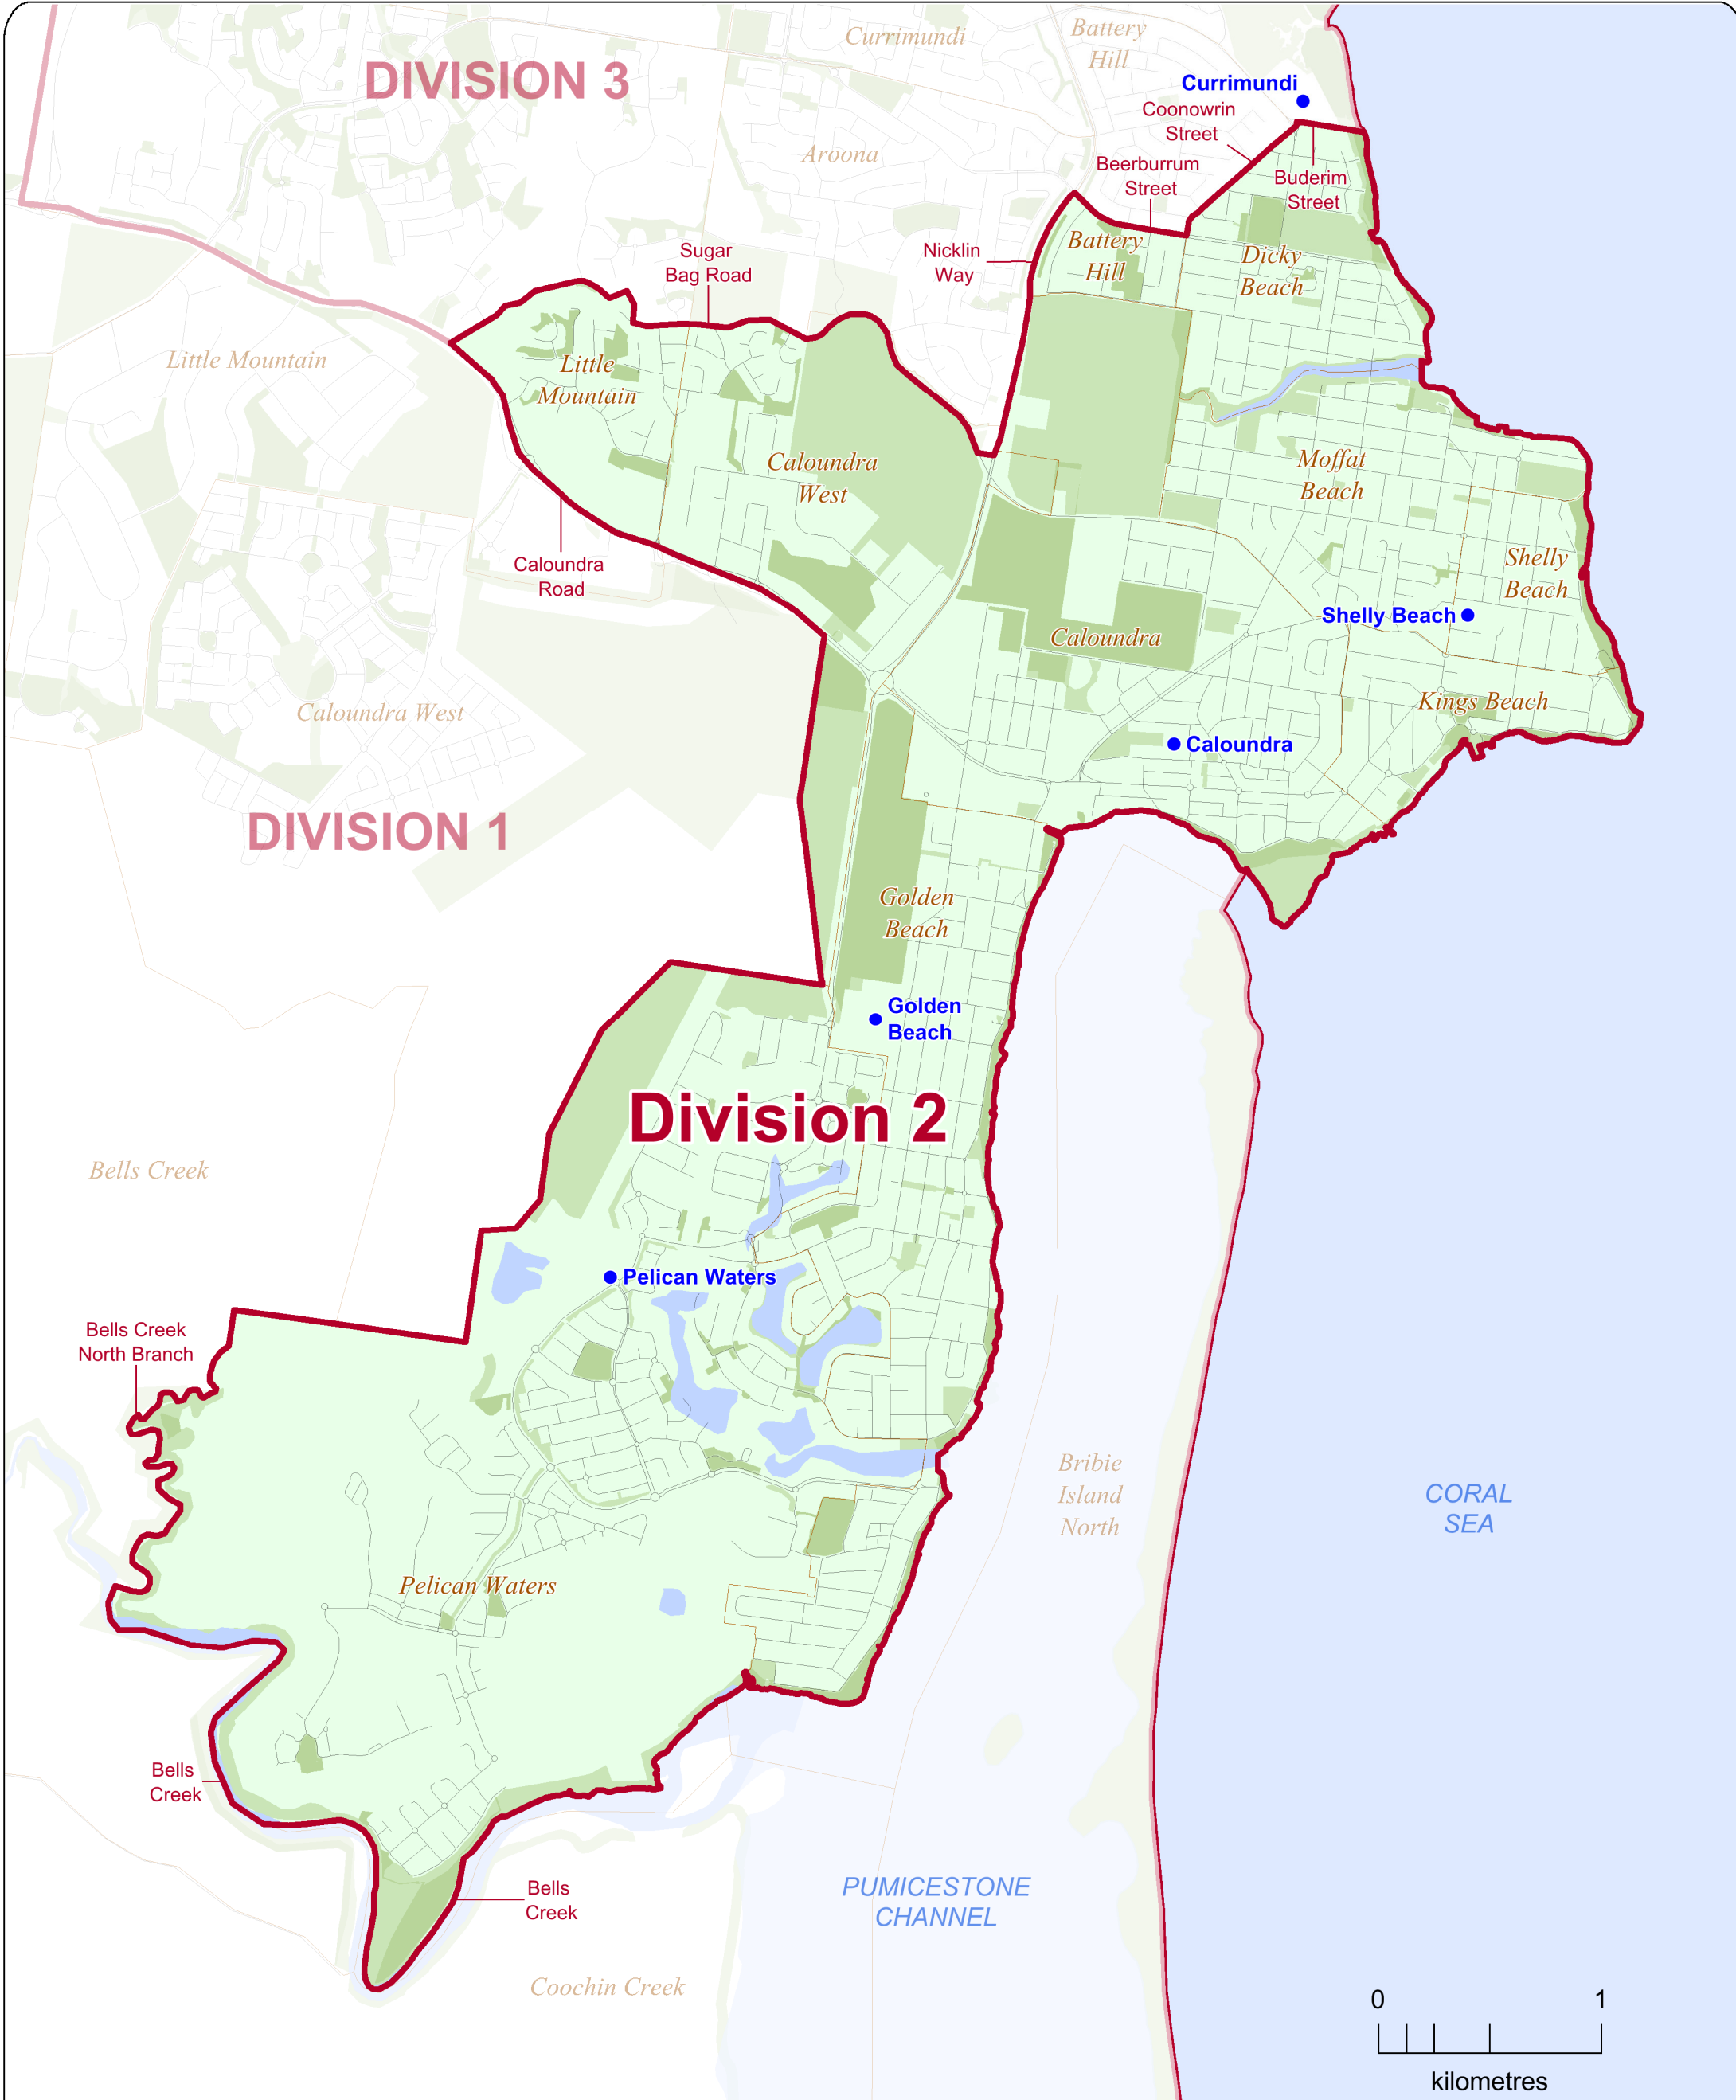 Currimundi
Battery
Hill
DIVISION 3
Currimundi
Coonowrin
Street
Aroona
Beerburrum
Street
Buderim
Street
Sugar
Bag Road
Nicklin
Way
Battery
Hill
Dicky
Beach
Little Mountain
Little
Mountain
Caloundra
West
Moffat
Beach
Caloundra
Road
Shelly
Beach
Shelly Beach
Caloundra
Kings Beach
Caloundra West
Caloundra
DIVISION 1
Golden
Beach
Golden
Beach
Division 2
Bells Creek
Pelican Waters
Bells Creek
North Branch
Bribie
Island
North
CORAL
SEA
Pelican Waters
Bells
Creek
Bells
Creek
PUMICESTONE
CHANNEL
Coochin Creek
0 1
kilometres